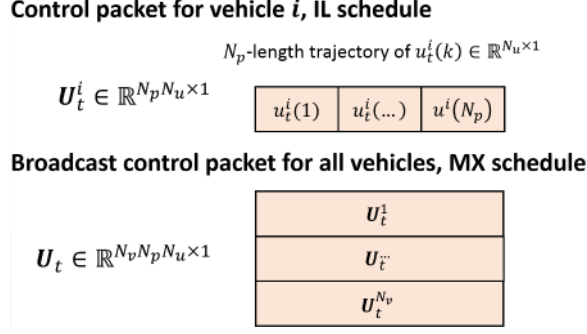 Control packet for vehicle i, IL schedule
Nₚ-length trajectory of uₜⁱ(k) ∈ ℝ^{Nᵤ×1}
Uₜⁱ ∈ ℝ^{NₚNᵤ×1}
uₜⁱ(1) uₜⁱ(...) uⁱ(Nₚ)
Broadcast control packet for all vehicles, MX schedule
Uₜ¹
Uₜ ∈ ℝ^{NᵥNₚNᵤ×1}
Uₜ^{...}
Uₜ^{Nᵥ}